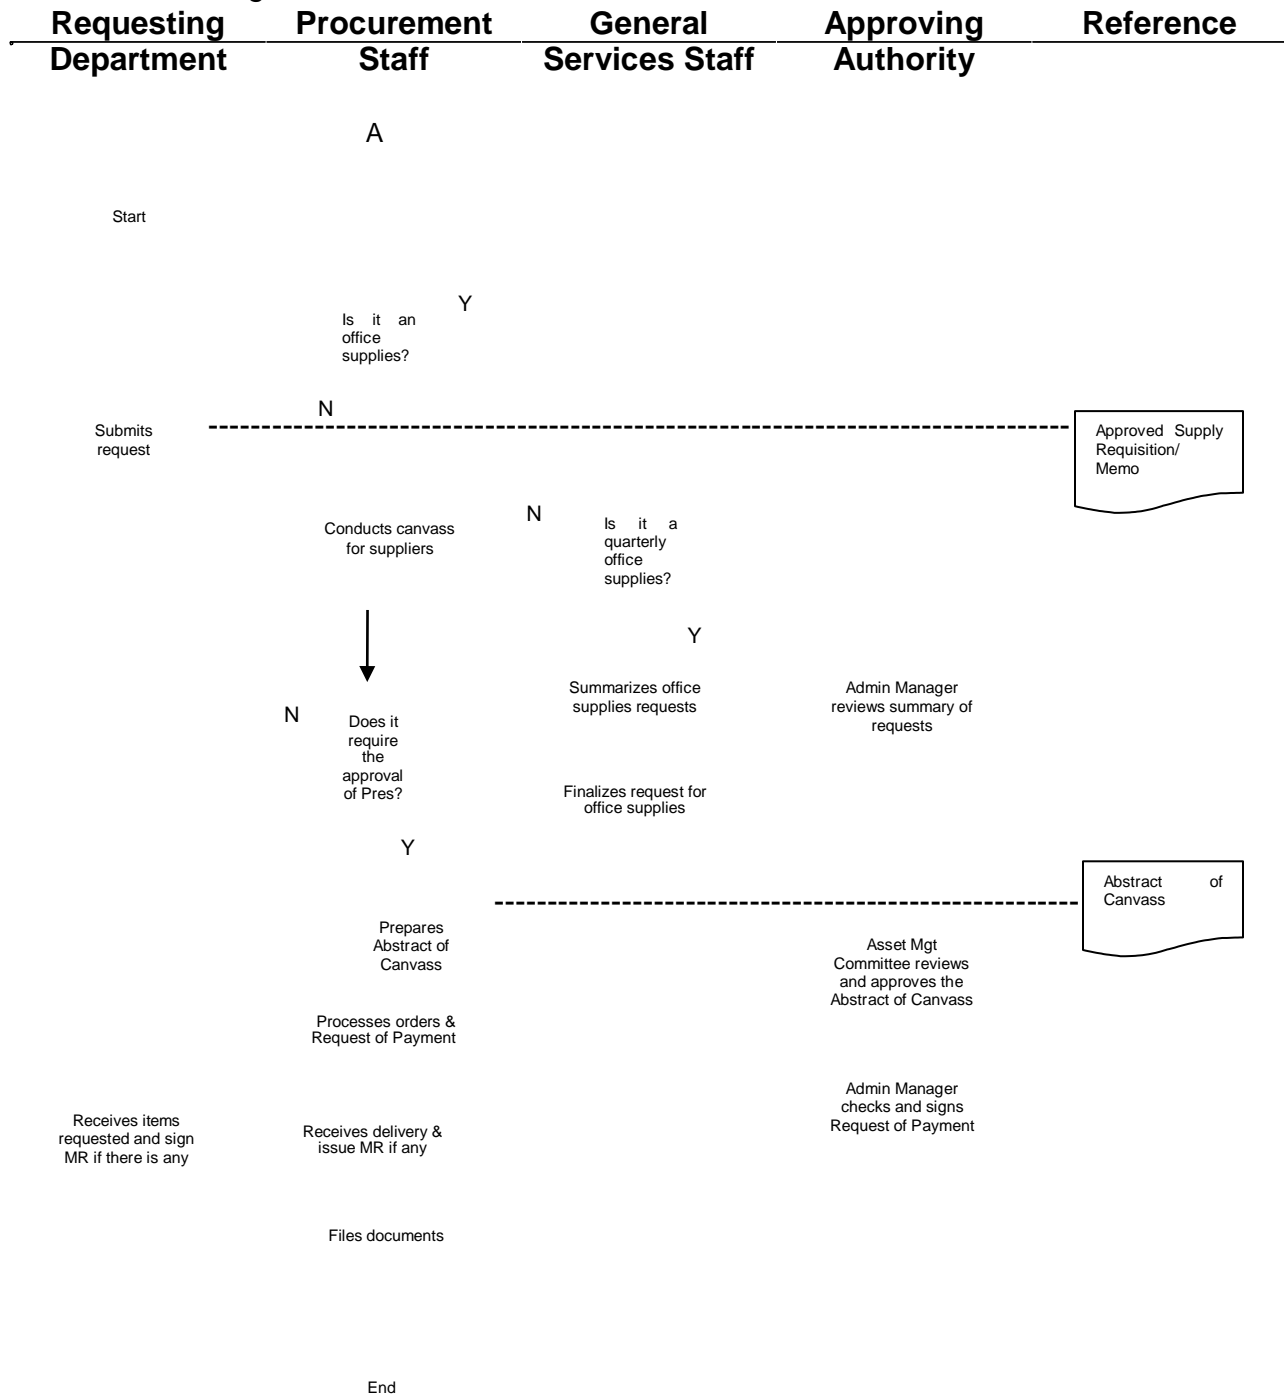 Requesting Department
Procurement Staff
General Services Staff
Approving Authority
Reference
A
Start
Y
Is it an
office
supplies?
N
Submits
request
Approved Supply
Requisition/
Memo
Conducts canvass
for suppliers
N
Is it a
quarterly
office
supplies?
Y
Summarizes office
supplies requests
Admin Manager
reviews summary of
requests
N
Does it
require
the
approval
of Pres?
Finalizes request for
office supplies
Y
Abstract of
Canvass
Prepares
Abstract of
Canvass
Asset Mgt
Committee reviews
and approves the
Abstract of Canvass
Processes orders &
Request of Payment
Admin Manager
checks and signs
Request of Payment
Receives items
requested and sign
MR if there is any
Receives delivery &
issue MR if any
Files documents
End